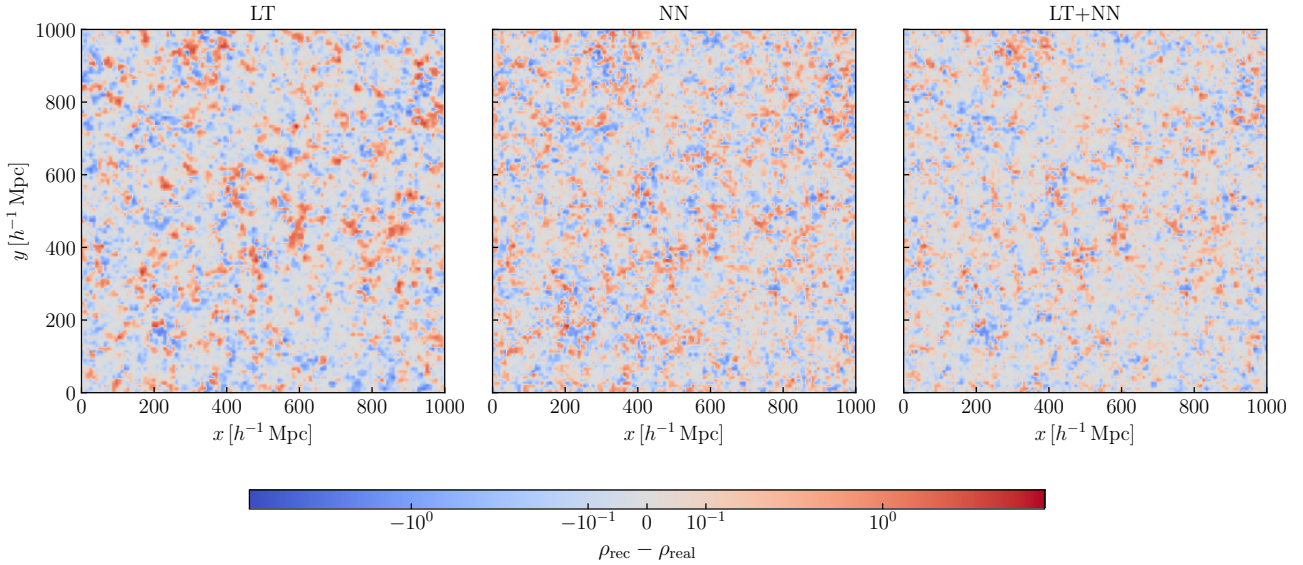 LT
NN
LT+NN
1000
800
600
400
200
0
y [h⁻¹ Mpc]
0 200 400 600 800 1000
0 200 400 600 800 1000
0 200 400 600 800 1000
x [h⁻¹ Mpc]
x [h⁻¹ Mpc]
x [h⁻¹ Mpc]
−10⁰ −10⁻¹ 0 10⁻¹ 10⁰
ρrec − ρreal